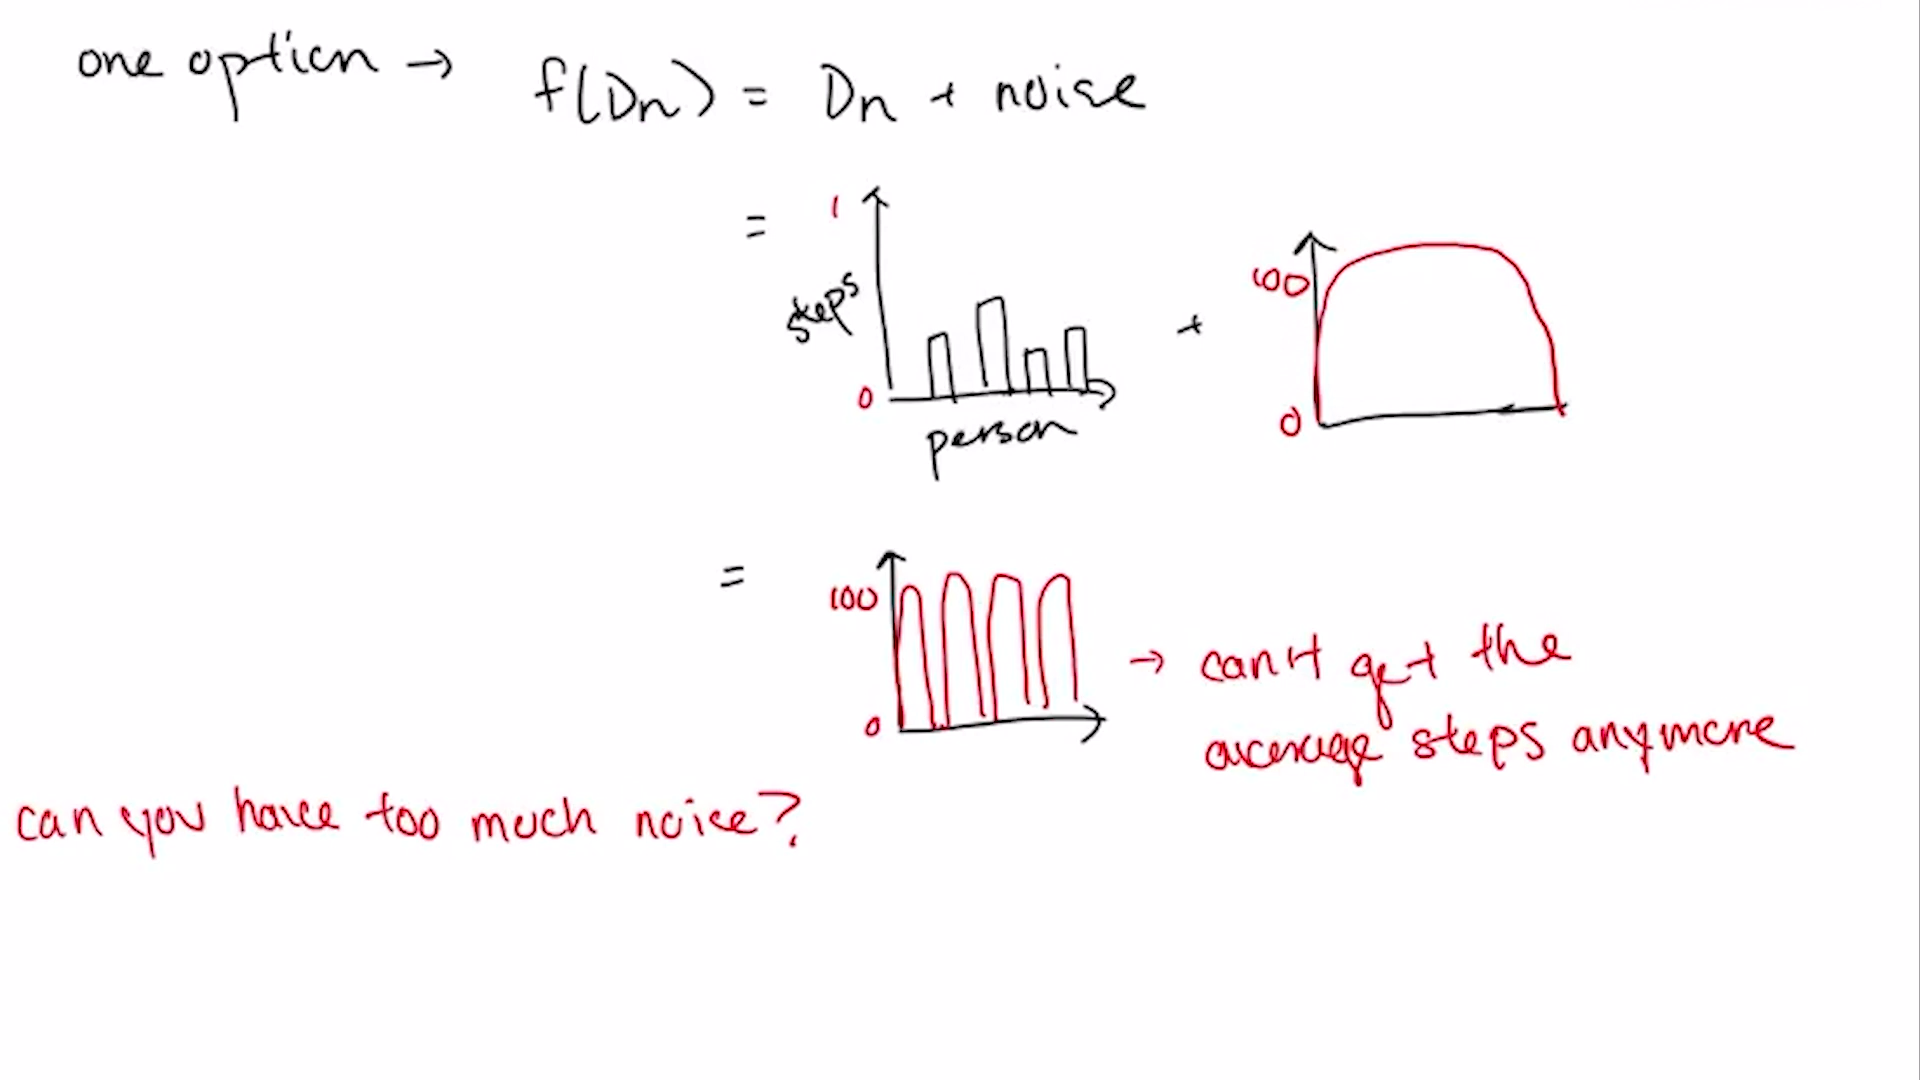 one option → f(Dn) = Dn + noise
=
1
steps
0
person
+
100
0
=
100
0
→ can't get the
average steps anymore
can you have too much noise?